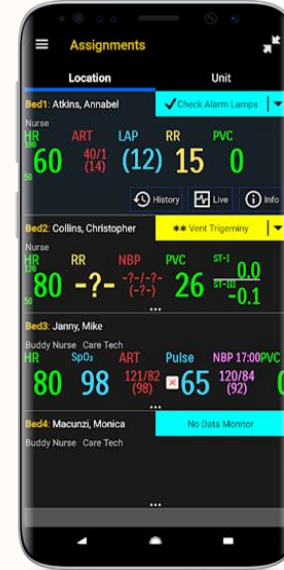 Assignments
Location Unit
Bed1: Atkins, Annabel ✓Check Alarm Lamps
Nurse
HR ART LAP RR PVC
100 60 50 40/1 (14) (12) 15 0
History Live Info
Bed2: Collins, Christopher ** Vent Trigeminy
Nurse
HR RR NBP PVC ST-I 0.0
120 80 50 -?- -?-/-?- (-?-) 26 ST-III -0.1
Bed3: Janny, Mike
Buddy Nurse Care Tech
HR SpO₂ ART Pulse NBP 17:00 PVC
80 98 121/82 (98) 65 120/84 (92) 0
Bed4: Macunzi, Monica No Data Monitor
Buddy Nurse Care Tech